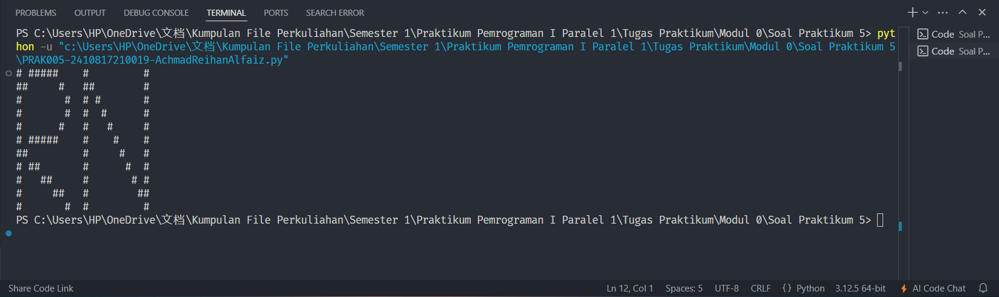 PROBLEMS OUTPUT DEBUG CONSOLE TERMINAL PORTS SEARCH ERROR
PS C:\Users\HP\OneDrive\文档\Kumpulan File Perkuliahan\Semester 1\Praktikum Pemrograman I Paralel 1\Tugas Praktikum\Modul 0\Soal Praktikum 5> pyt
hon -u "c:\Users\HP\OneDrive\文档\Kumpulan File Perkuliahan\Semester 1\Praktikum Pemrograman I Paralel 1\Tugas Praktikum\Modul 0\Soal Praktikum 5
\PRAK005-2410817210019-AchmadReihanAlfaiz.py"
# #####    #         #
##     #   ##        #
#       #  # #       #
#       #  #  #      #
#      #   #   #     #
# #####    #    #    #
##         #     #   #
# ##       #      #  #
#   ##     #       # #
#     ##   #        ##
#       #  #         #
PS C:\Users\HP\OneDrive\文档\Kumpulan File Perkuliahan\Semester 1\Praktikum Pemrograman I Paralel 1\Tugas Praktikum\Modul 0\Soal Praktikum 5>
Code Soal P...
Code Soal P...
Share Code Link Ln 12, Col 1 Spaces: 5 UTF-8 CRLF {} Python 3.12.5 64-bit AI Code Chat